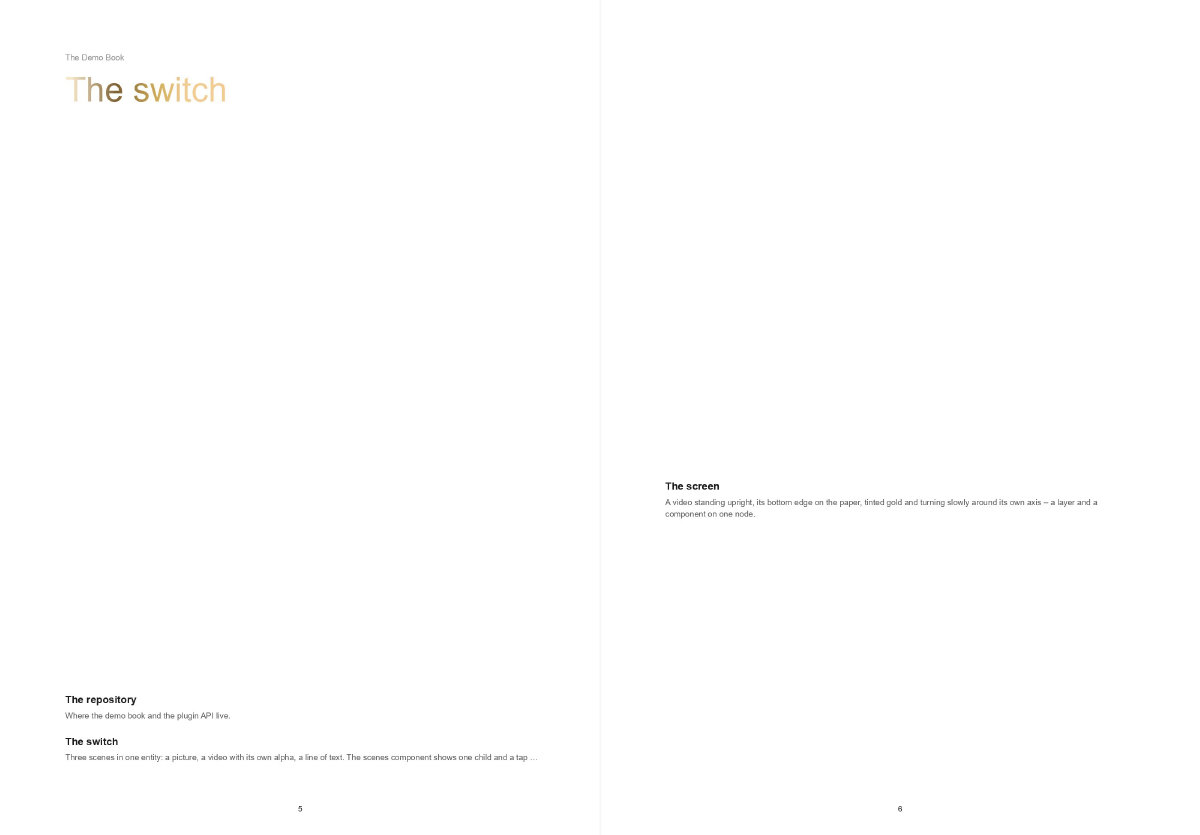 The Demo Book
The switch
The repository
Where the demo book and the plugin API live.
The switch
Three scenes in one entity: a picture, a video with its own alpha, a line of text. The scenes component shows one child and a tap ...
5
The screen
A video standing upright, its bottom edge on the paper, tinted gold and turning slowly around its own axis – a layer and a
component on one node.
6